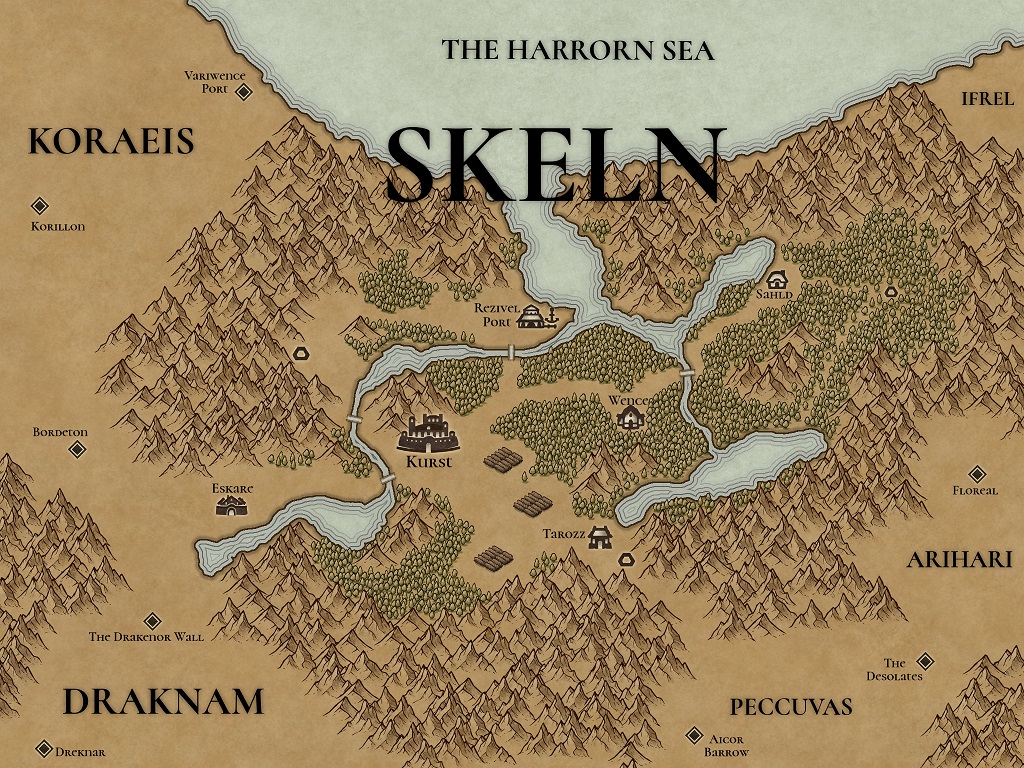 THE HARRORN SEA
Variwence
Port
IFREL
KORAEIS
SKELN
Korillon
Sahld
Rezivel
Port
Wence
Bordeton
Kurst
Eskare
Floreal
Tarozz
ARIHARI
The Drakenor Wall
The
Desolates
DRAKNAM
PECCUVAS
Dreknar
Aicor
Barrow